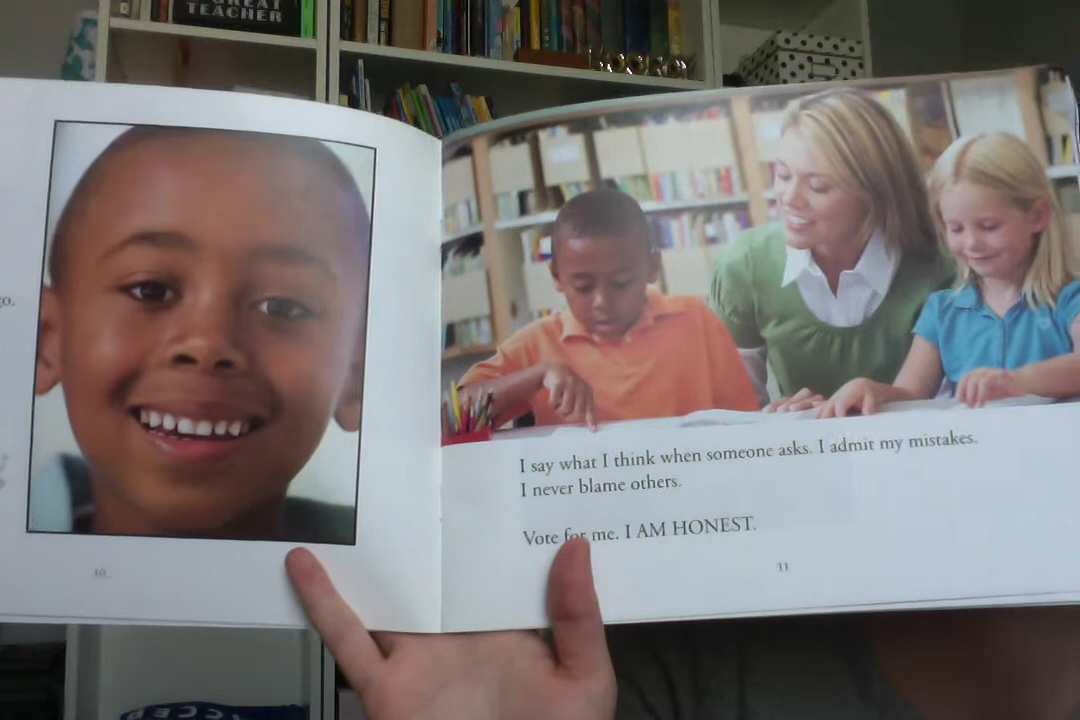 GREAT
TEACHER
go.
I say what I think when someone asks. I admit my mistakes.
I never blame others.
Vote for me. I AM HONEST.
10
11